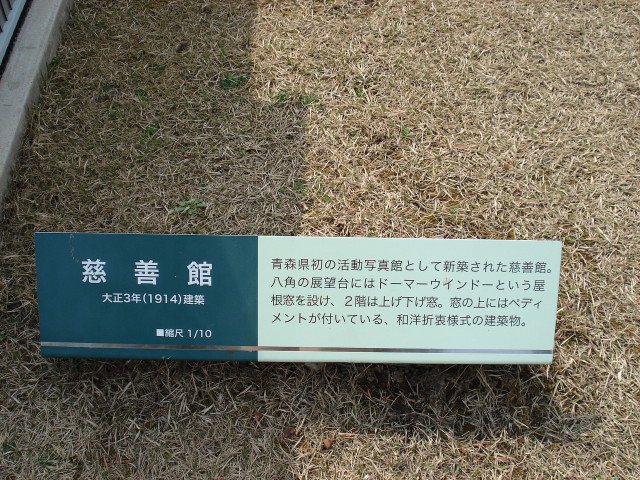 慈善館
大正3年(1914)建築
■縮尺 1/10
青森県初の活動写真館として新築された慈善館。
八角の展望台にはドーマーウインドーという屋
根窓を設け、２階は上げ下げ窓。窓の上にはペディ
メントが付いている、和洋折衷様式の建築物。